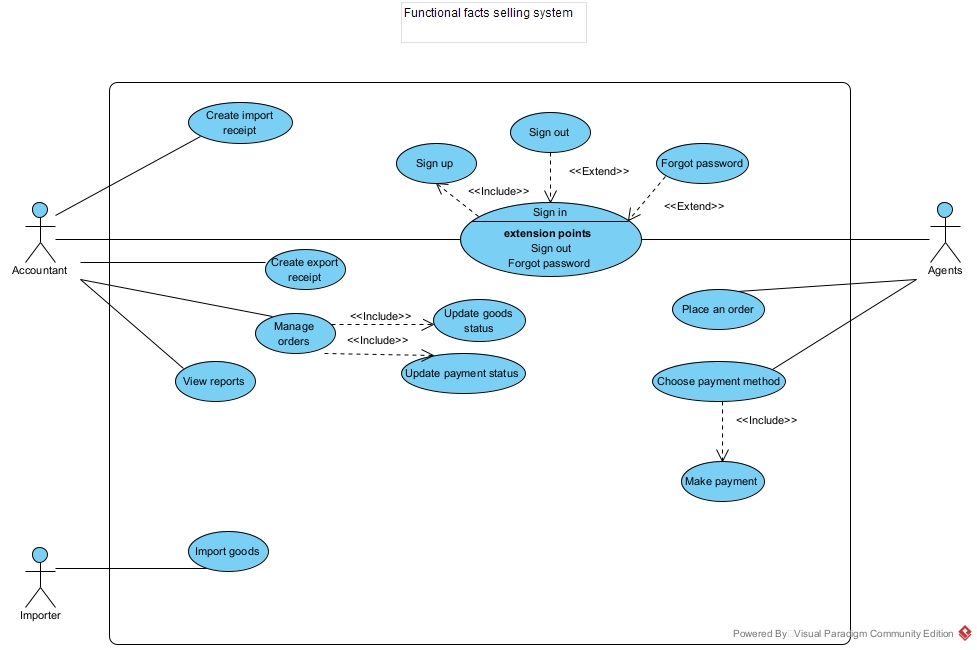 Functional facts selling system
Create import
receipt
Sign out
Sign up
Forgot password
<<Extend>>
<<Include>>
<<Extend>>
Sign in
extension points
Sign out
Forgot password
Accountant
Agents
Create export
receipt
Place an order
Manage
orders
<<Include>>
<<Include>>
Update goods
status
Update payment status
View reports
Choose payment method
<<Include>>
Make payment
Import goods
Importer
Powered By Visual Paradigm Community Edition